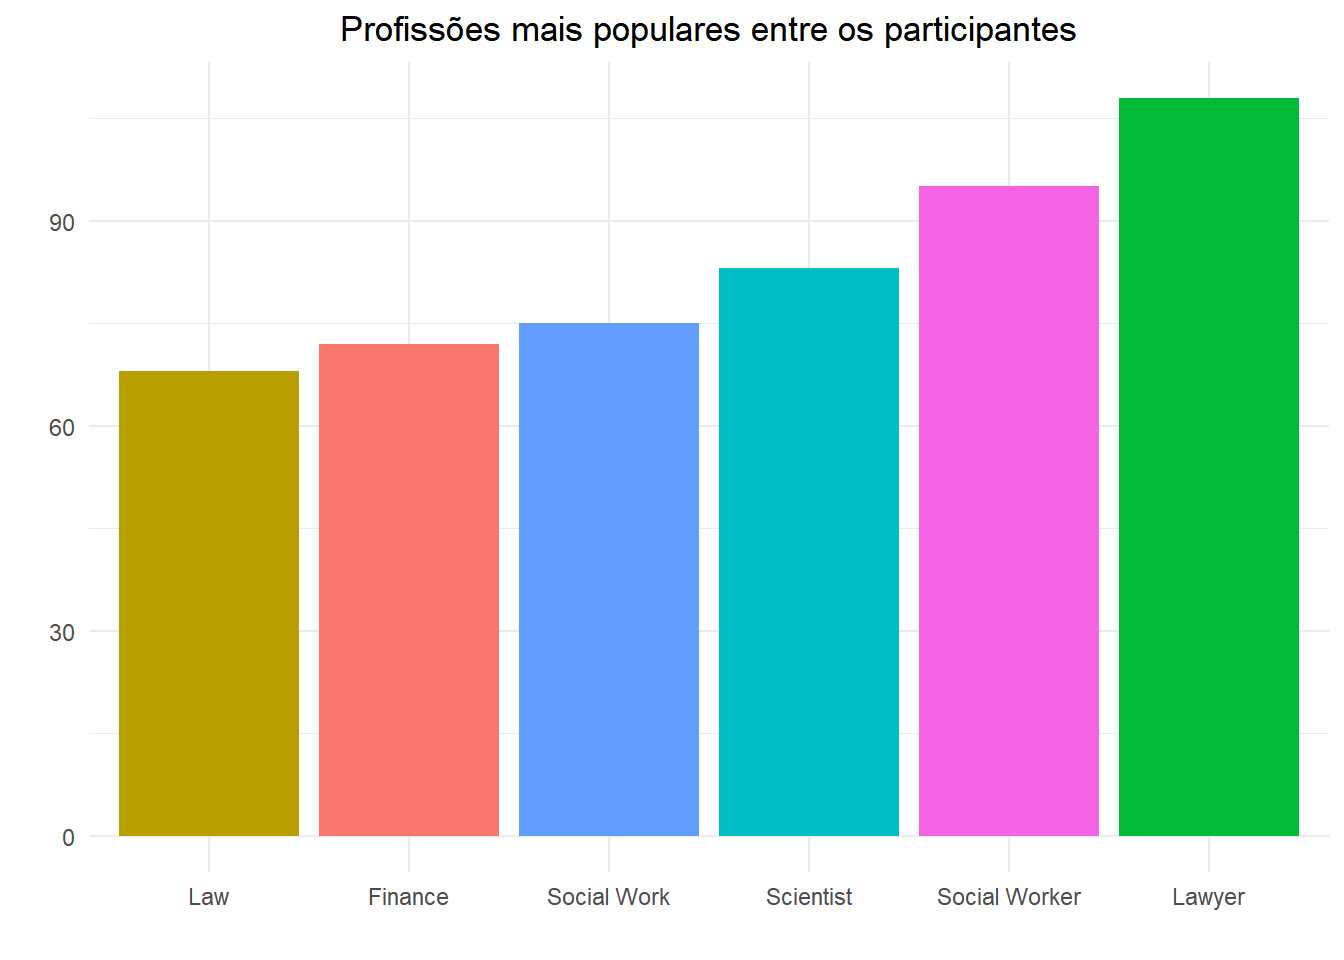 Profissões mais populares entre os participantes
90
60
30
0
Law
Finance
Social Work
Scientist
Social Worker
Lawyer